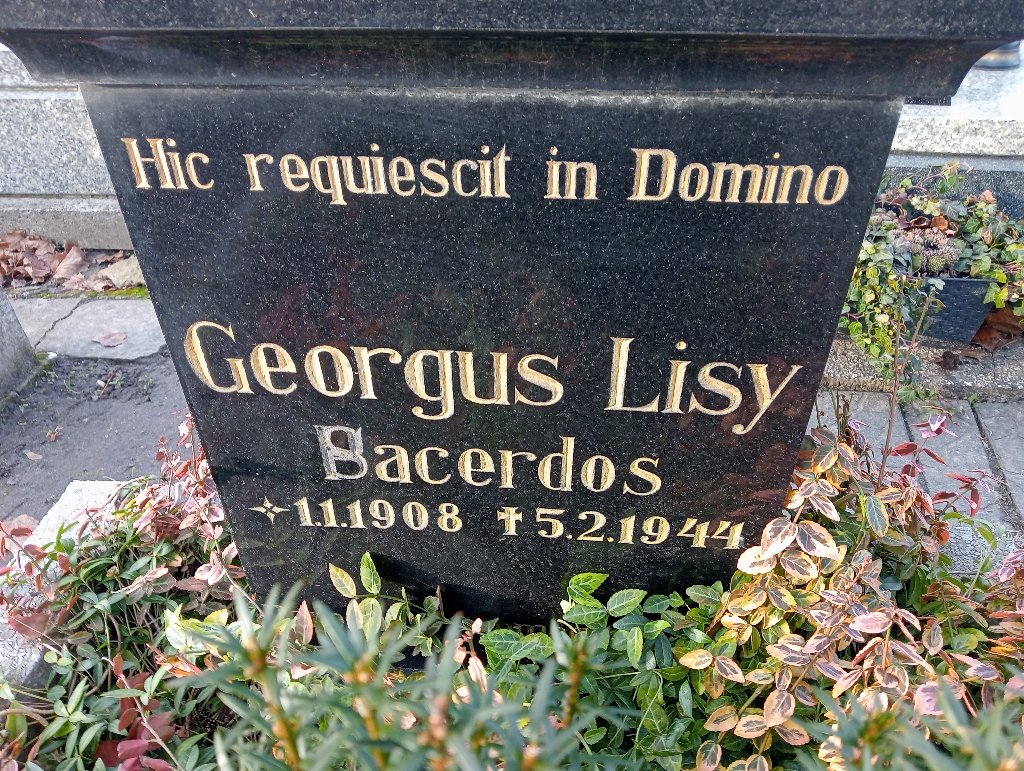 Hic requiescit in Domino
Georgus Lisy
Bacerdos
1.1.1908 5.2.1944